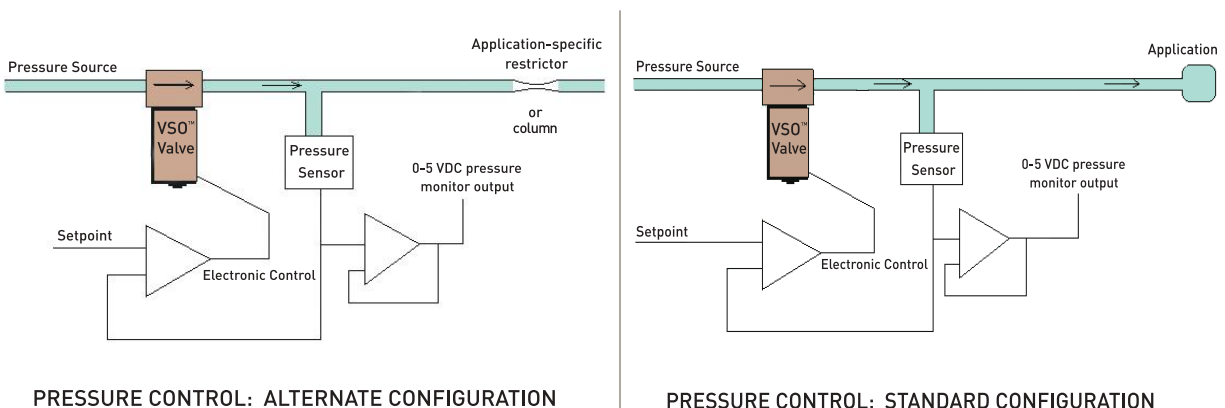 Application-specific
restrictor
Pressure Source
or
column
VSO™
Valve
Pressure
Sensor
0-5 VDC pressure
monitor output
Setpoint
Electronic Control
PRESSURE CONTROL: ALTERNATE CONFIGURATION
Application
Pressure Source
VSO™
Valve
Pressure
Sensor
0-5 VDC pressure
monitor output
Setpoint
Electronic Control
PRESSURE CONTROL: STANDARD CONFIGURATION